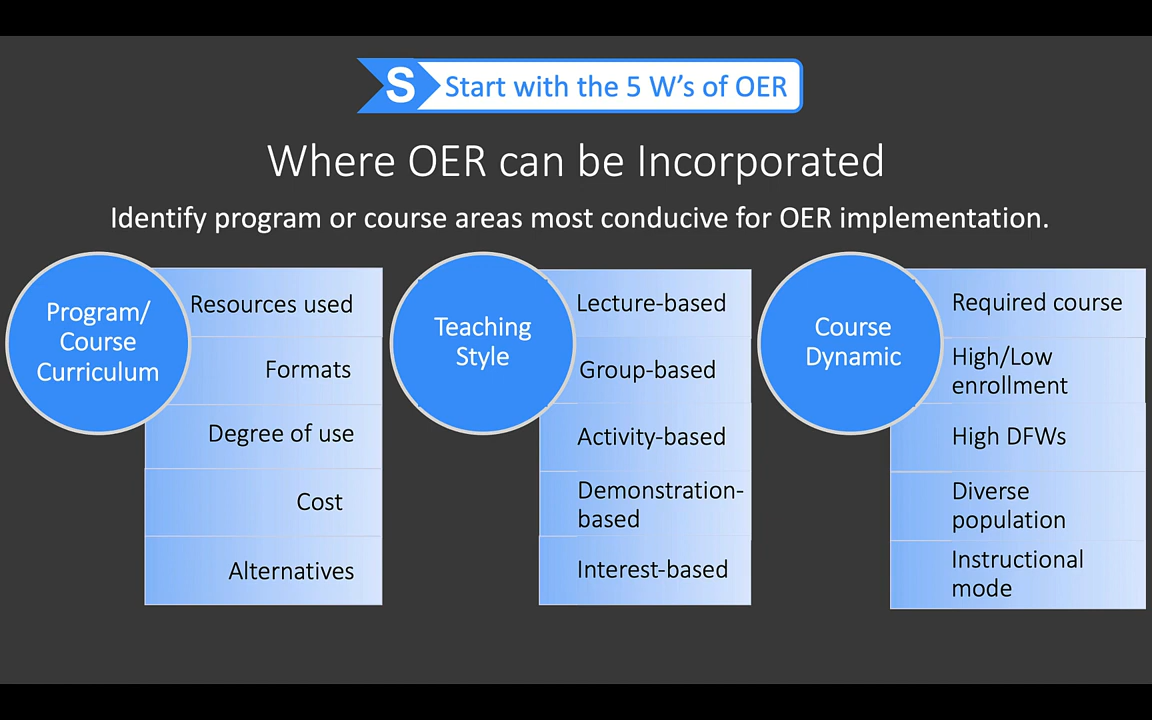 S Start with the 5 W's of OER
Where OER can be Incorporated
Identify program or course areas most conducive for OER implementation.
Program/
Course
Curriculum
Resources used
Formats
Degree of use
Cost
Alternatives
Teaching
Style
Lecture-based
Group-based
Activity-based
Demonstration-
based
Interest-based
Course
Dynamic
Required course
High/Low
enrollment
High DFWs
Diverse
population
Instructional
mode